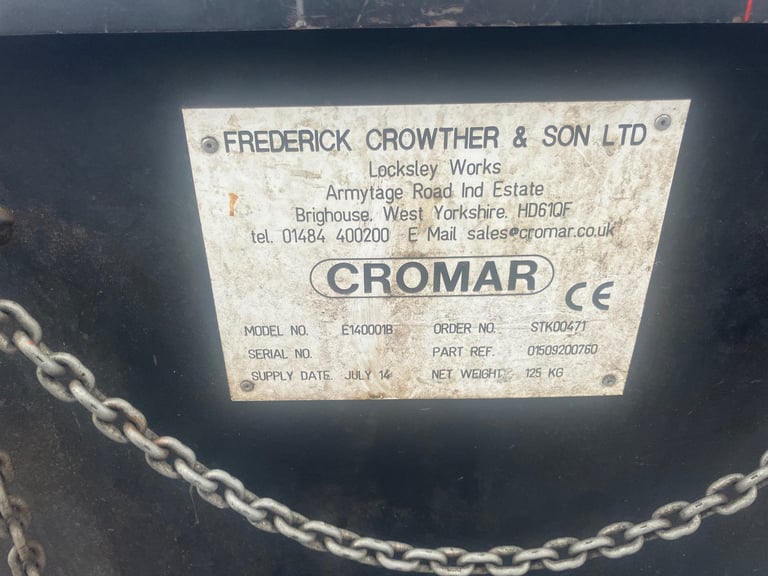 FREDERICK CROWTHER & SON LTD
Locksley Works
Armytage Road Ind Estate
Brighouse, West Yorkshire. HD61QF
tel. 01484 400200 E Mail sales@cromar.co.uk
CROMAR
CE
MODEL NO. E140001B ORDER NO. STK00471
SERIAL NO. PART REF. 01509200760
SUPPLY DATE. JULY 14 NET WEIGHT 125 KG